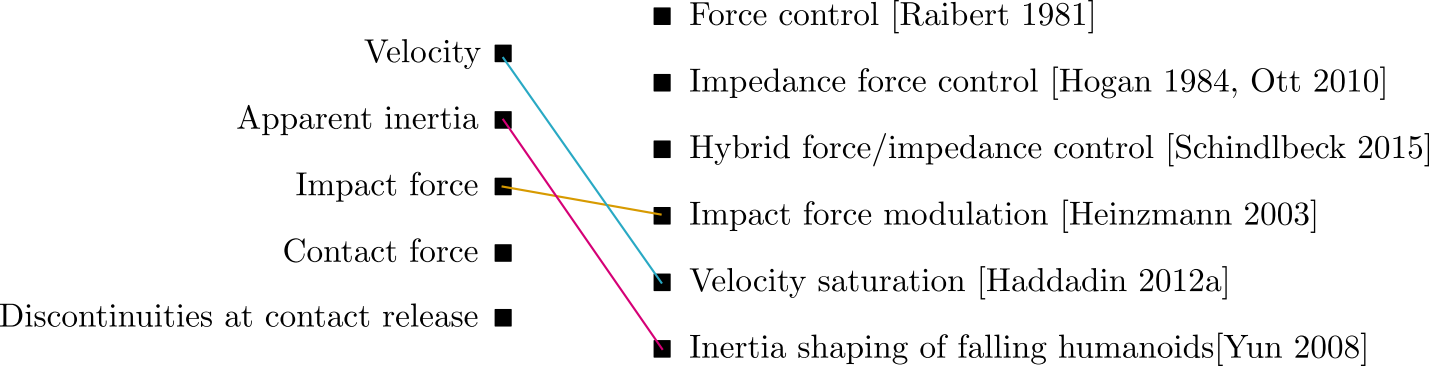 Velocity
Apparent inertia
Impact force
Contact force
Discontinuities at contact release
Force control [Raibert 1981]
Impedance force control [Hogan 1984, Ott 2010]
Hybrid force/impedance control [Schindlbeck 2015]
Impact force modulation [Heinzmann 2003]
Velocity saturation [Haddadin 2012a]
Inertia shaping of falling humanoids[Yun 2008]